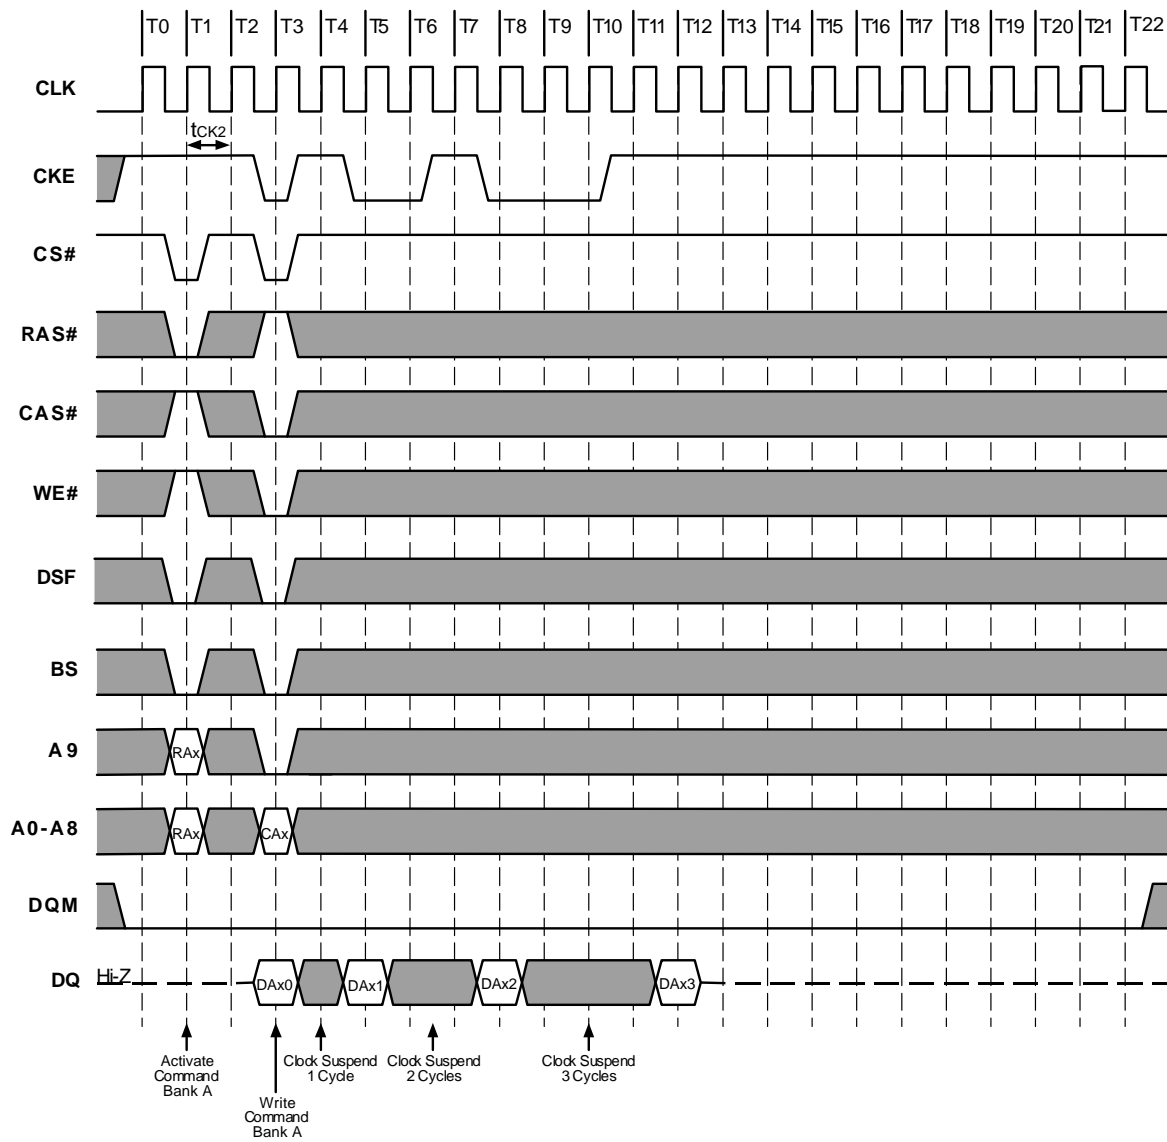 T0 T1 T2 T3 T4 T5 T6 T7 T8 T9 T10 T11 T12 T13 T14 T15 T16 T17 T18 T19 T20 T21 T22
CLK
tCK2
CKE
CS#
RAS#
CAS#
WE#
DSF
BS
A9 RAx
A0-A8 RAx CAx
DQM
DQ Hi-Z DAx0 DAx1 DAx2 DAx3
Activate
Command
Bank A
Write
Command
Bank A
Clock Suspend
1 Cycle
Clock Suspend
2 Cycles
Clock Suspend
3 Cycles